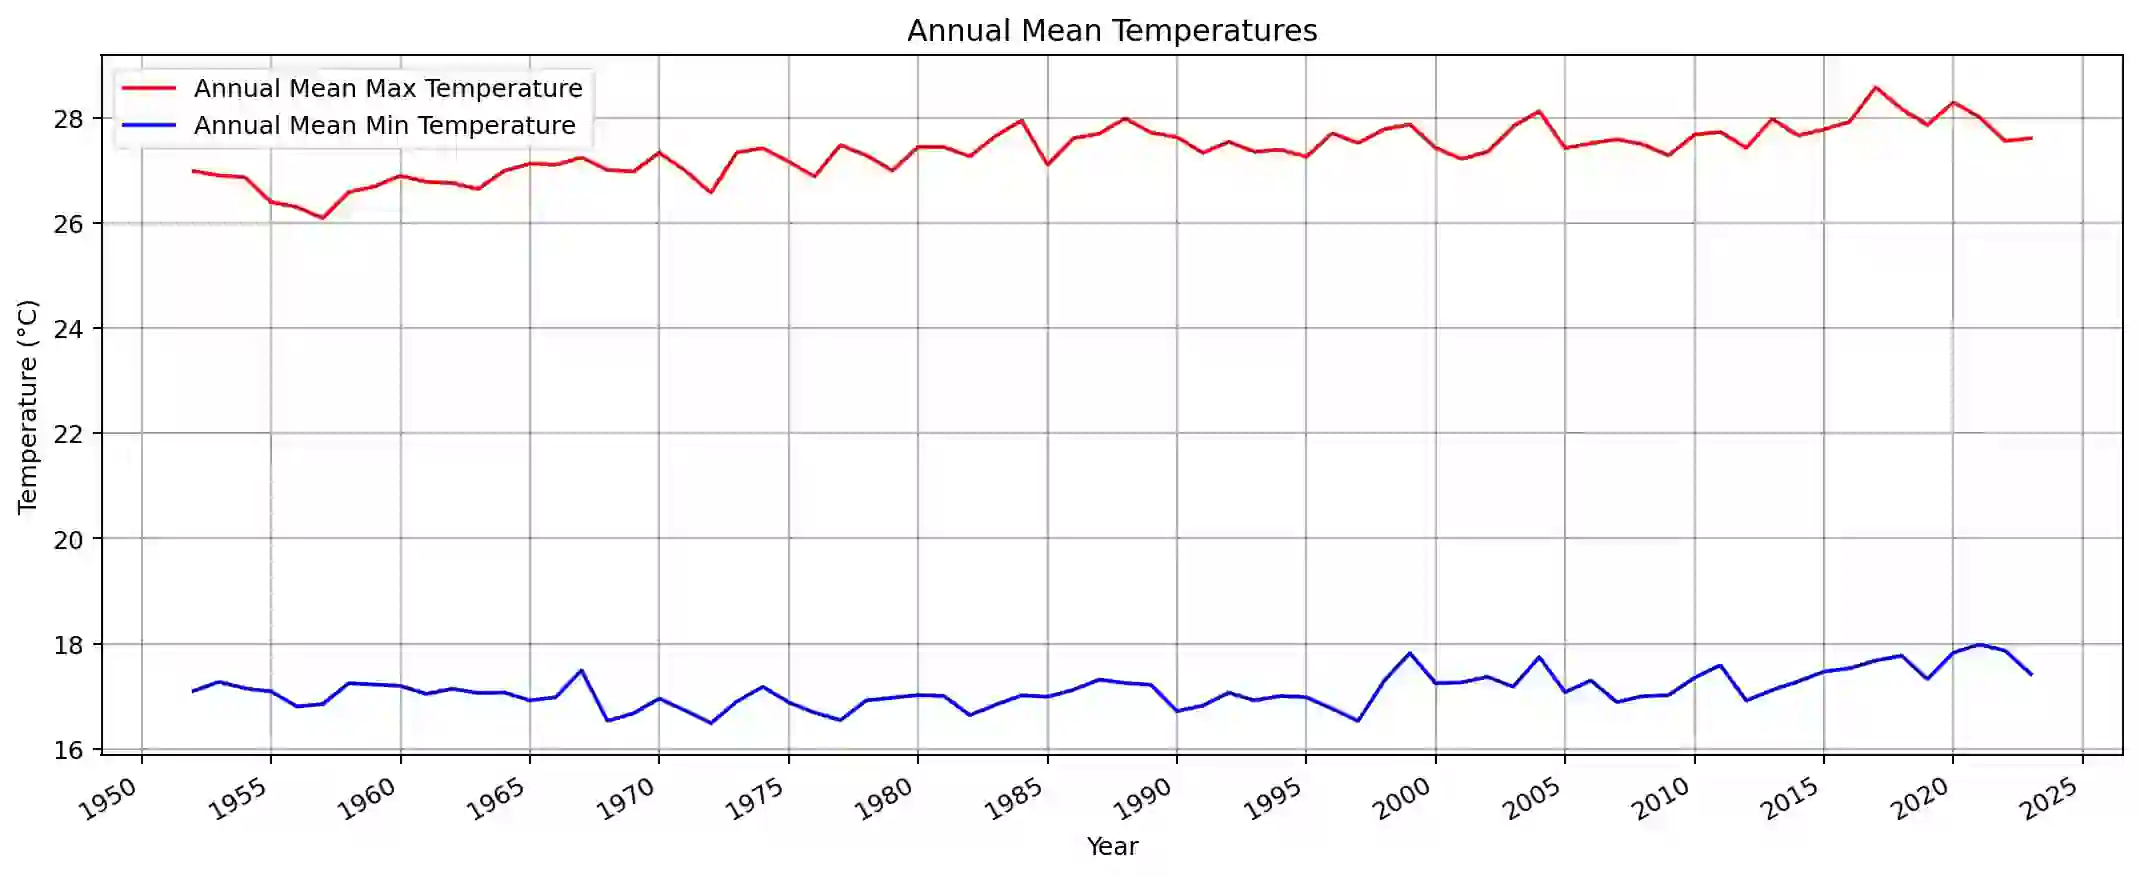 Annual Mean Temperatures
Annual Mean Max Temperature
Annual Mean Min Temperature
28
26
24
22
20
18
16
Temperature (°C)
1950 1955 1960 1965 1970 1975 1980 1985 1990 1995 2000 2005 2010 2015 2020 2025
Year